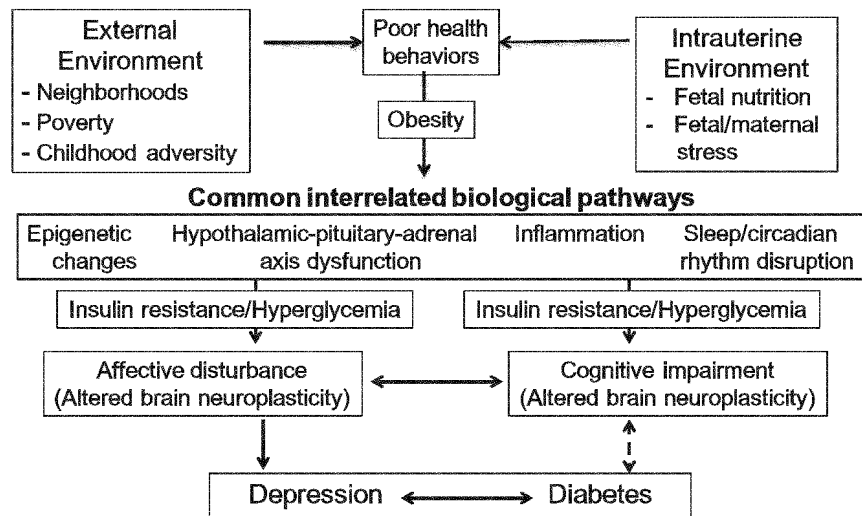 External
Environment
- Neighborhoods
- Poverty
- Childhood adversity
Poor health
behaviors
Intrauterine
Environment
- Fetal nutrition
- Fetal/maternal
stress
Obesity
Common interrelated biological pathways
Epigenetic
changes
Hypothalamic-pituitary-adrenal
axis dysfunction
Inflammation
Sleep/circadian
rhythm disruption
Insulin resistance/Hyperglycemia
Insulin resistance/Hyperglycemia
Affective disturbance
(Altered brain neuroplasticity)
Cognitive impairment
(Altered brain neuroplasticity)
Depression
Diabetes